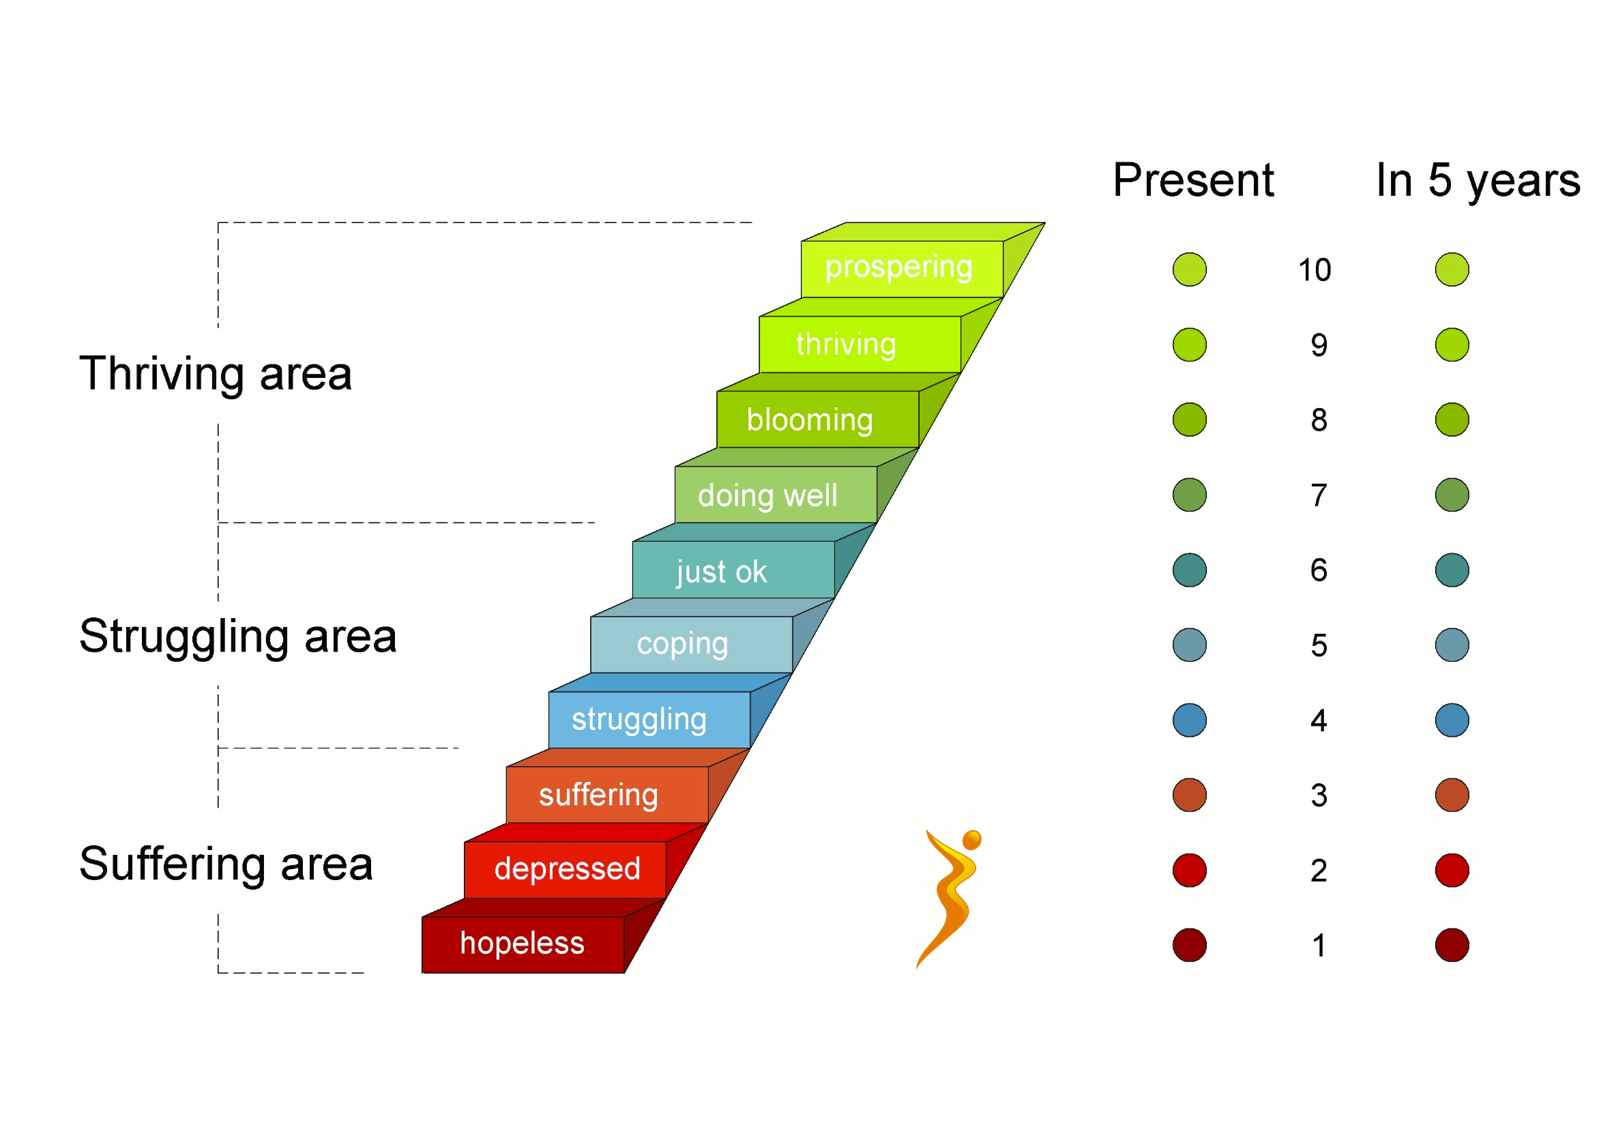 Present
In 5 years
prospering
10
thriving
9
Thriving area
blooming
8
doing well
7
just ok
6
Struggling area
coping
5
struggling
4
suffering
3
Suffering area
depressed
2
hopeless
1